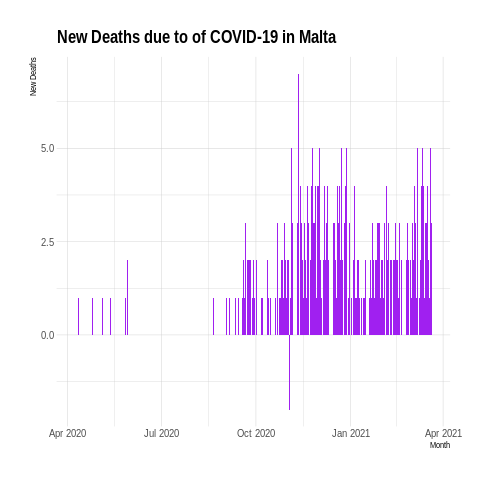 New Deaths due to of COVID-19 in Malta
New Deaths
5.0
2.5
0.0
Apr 2020 Jul 2020 Oct 2020 Jan 2021 Apr 2021
Month